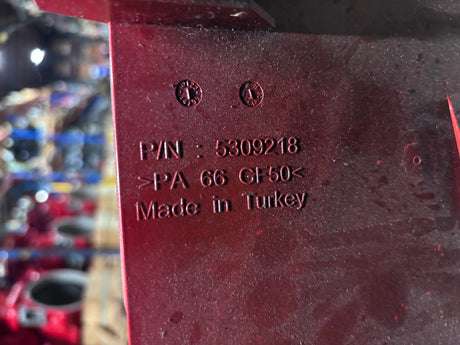 P/N : 5309218
>PA 66 GF50<
Made in Turkey